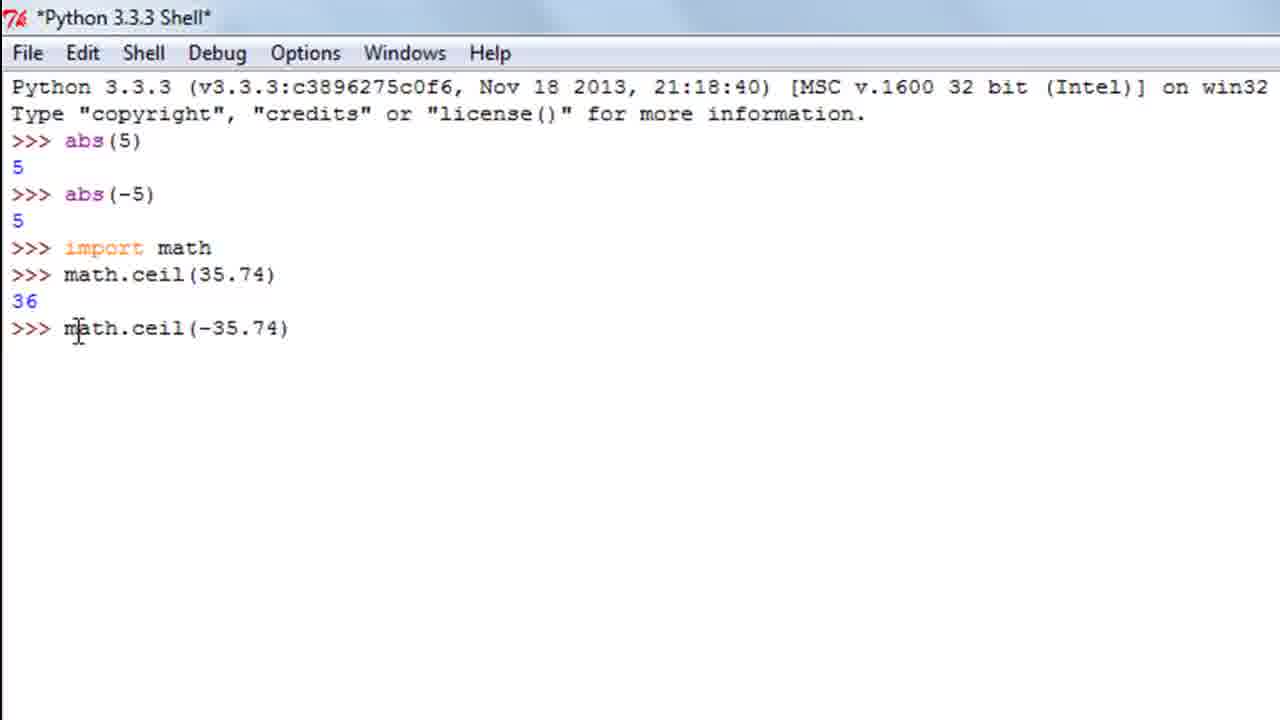 *Python 3.3.3 Shell*
File Edit Shell Debug Options Windows Help
Python 3.3.3 (v3.3.3:c3896275c0f6, Nov 18 2013, 21:18:40) [MSC v.1600 32 bit (Intel)] on win32
Type "copyright", "credits" or "license()" for more information.
>>> abs(5)
5
>>> abs(-5)
5
>>> import math
>>> math.ceil(35.74)
36
>>> math.ceil(-35.74)